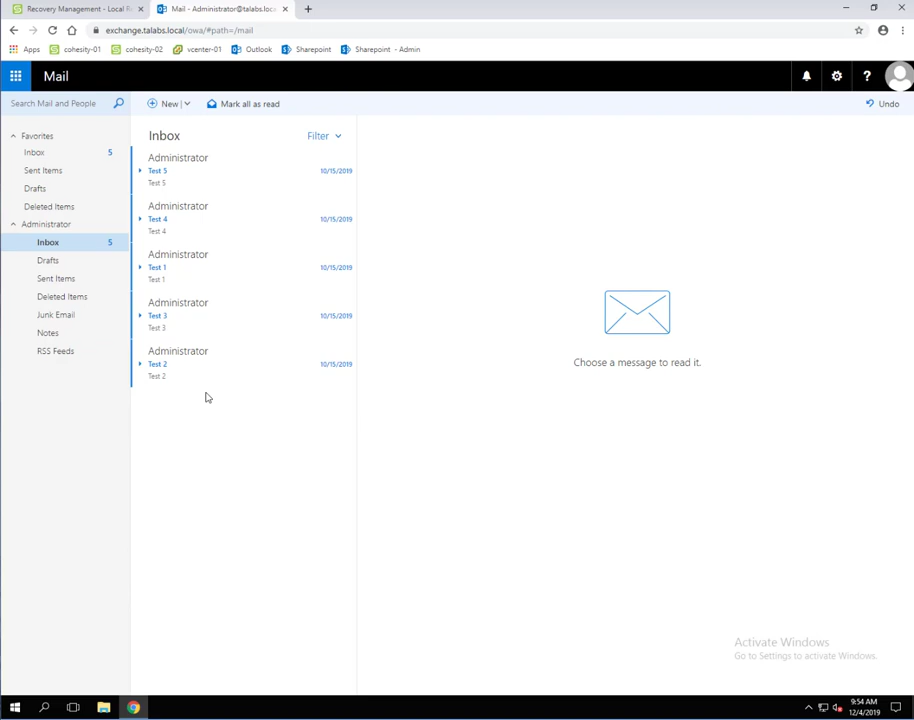 Recovery Management - Local R
Mail - Administrator@talabs.loca
exchange.talabs.local/owa/#path=/mail
Apps cohesity-01 cohesity-02 vcenter-01 Outlook Sharepoint Sharepoint - Admin
Mail
Search Mail and People
New
Mark all as read
Undo
Favorites
Inbox 5
Sent Items
Drafts
Deleted Items
Administrator
Inbox 5
Drafts
Sent Items
Deleted Items
Junk Email
Notes
RSS Feeds
Inbox Filter
Administrator
Test 5 10/15/2019
Test 5
Administrator
Test 4 10/15/2019
Test 4
Administrator
Test 1 10/15/2019
Test 1
Administrator
Test 3 10/15/2019
Test 3
Administrator
Test 2 10/15/2019
Test 2
Choose a message to read it.
Activate Windows
Go to Settings to activate Windows.
9:54 AM
12/4/2019